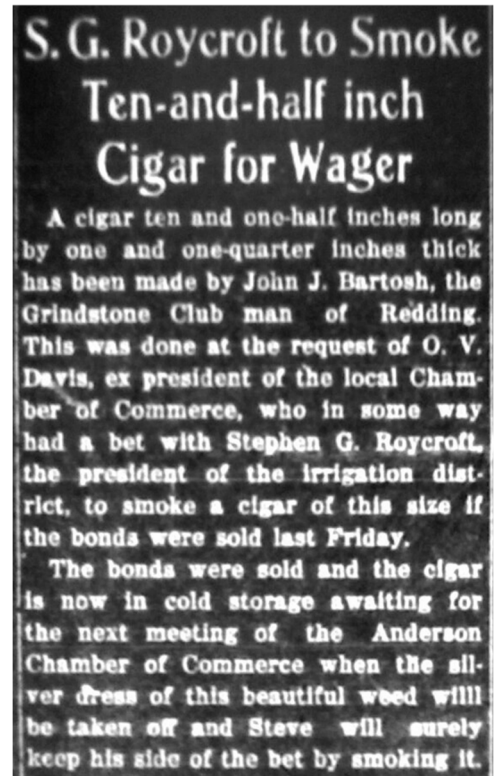 S. G. Roycroft to Smoke
Ten-and-half inch
Cigar for Wager
A cigar ten and one-half inches long
by one and one-quarter inches thick
has been made by John J. Bartosh, the
Grindstone Club man of Redding.
This was done at the request of O. V.
Davis, ex president of the local Cham-
ber of Commerce, who in some way
had a bet with Stephen G. Roycroft,
the president of the irrigation dist-
rict, to smoke a cigar of this size if
the bonds were sold last Friday.
The bonds were sold and the cigar
is now in cold storage awaiting for
the next meeting of the Anderson
Chamber of Commerce when the sil-
ver dress of this beautiful weed willl
be taken off and Steve will surely
keep his side of the bet by smoking it.